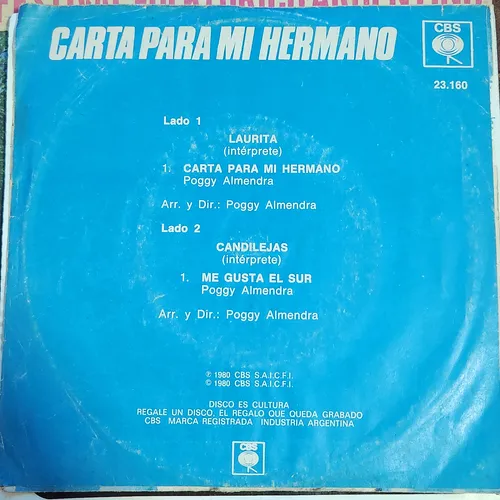 CARTA PARA MI HERMANO
CBS
23.160
Lado 1
LAURITA
(intérprete)
1. CARTA PARA MI HERMANO
Poggy Almendra
Arr. y Dir.: Poggy Almendra
Lado 2
CANDILEJAS
(intérprete)
1. ME GUSTA EL SUR
Poggy Almendra
Arr. y Dir.: Poggy Almendra
℗ 1980 CBS S.A.I.C.F.I.
© 1980 CBS S.A.I.C.F.I.
DISCO ES CULTURA
REGALE UN DISCO, EL REGALO QUE QUEDA GRABADO
CBS MARCA REGISTRADA INDUSTRIA ARGENTINA
CBS